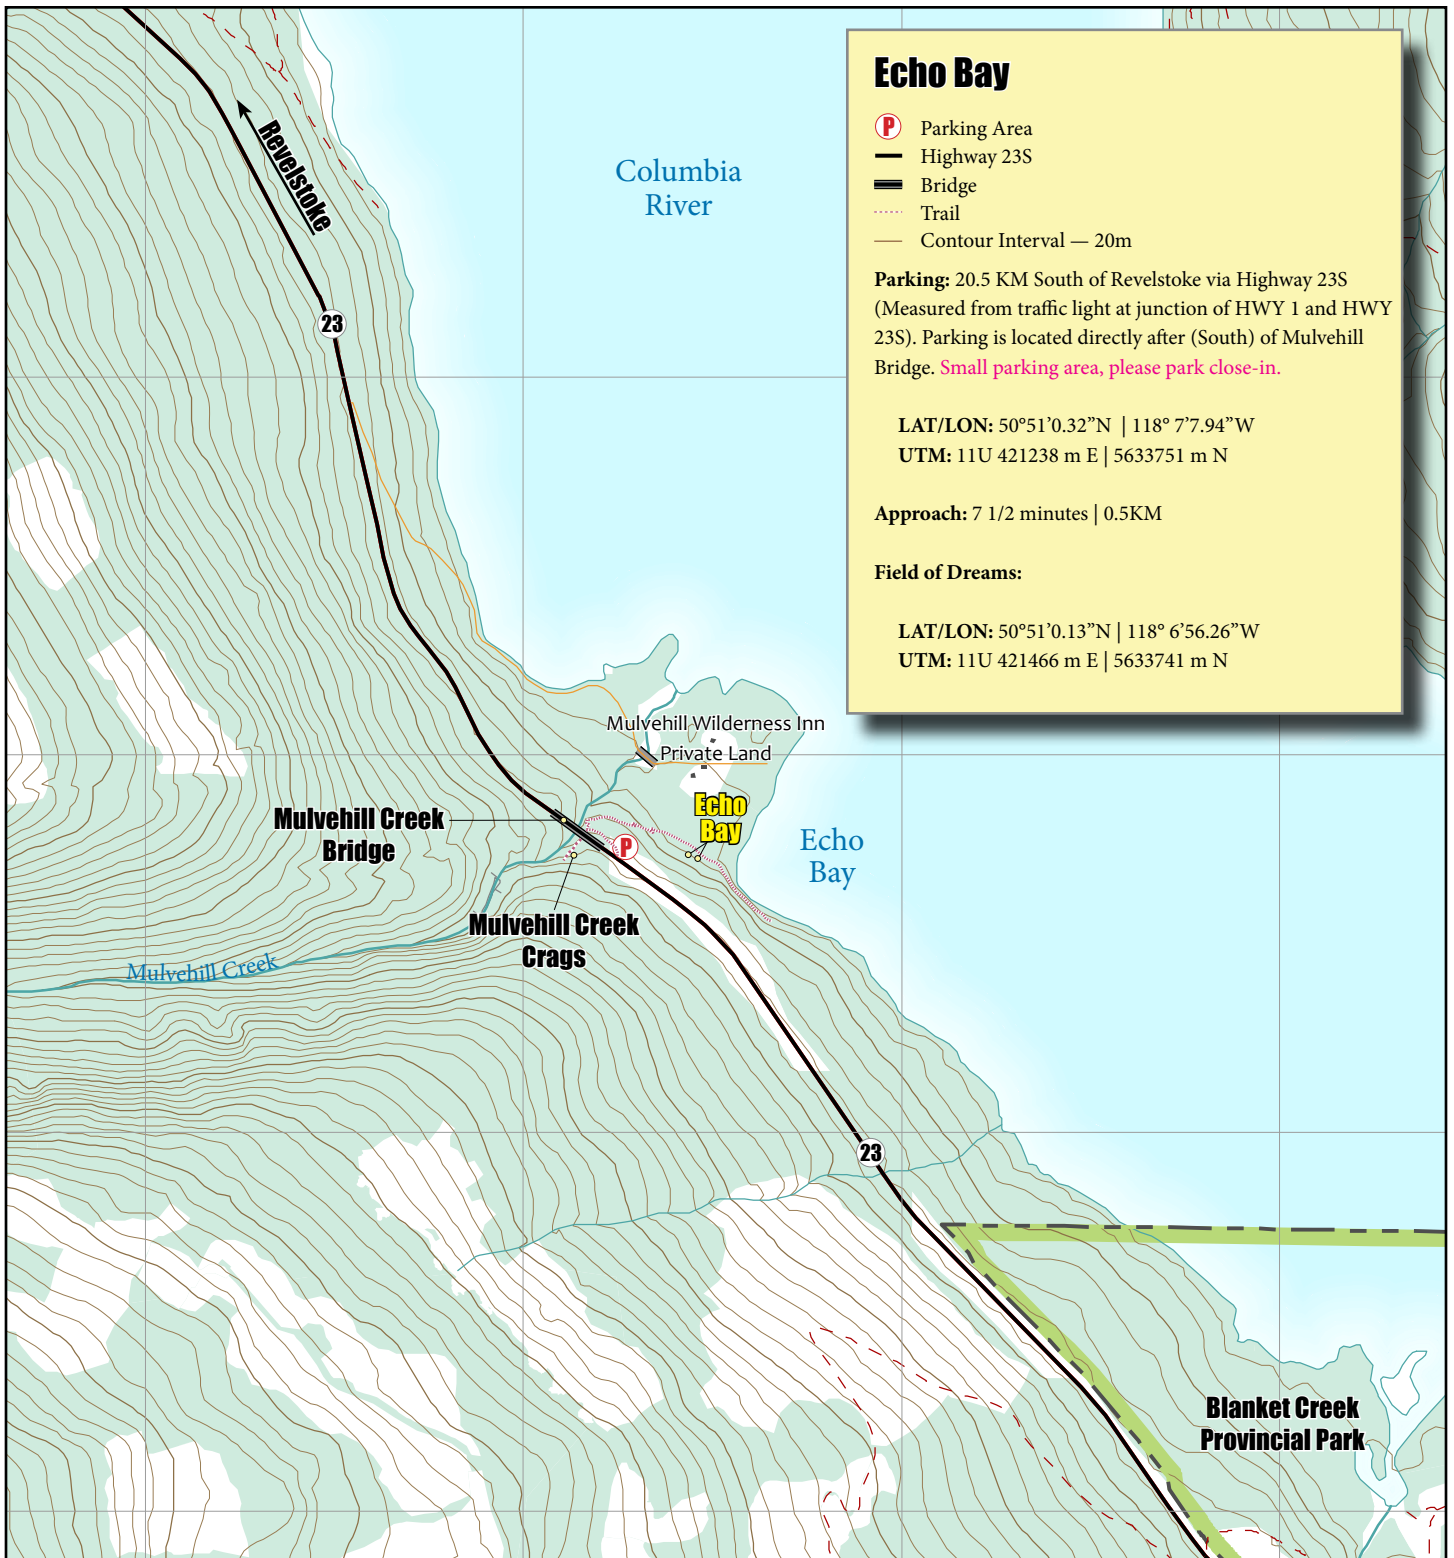 Echo Bay
P Parking Area
Highway 23S
Bridge
Trail
Contour Interval — 20m
Parking: 20.5 KM South of Revelstoke via Highway 23S
(Measured from traffic light at junction of HWY 1 and HWY
23S). Parking is located directly after (South) of Mulvehill
Bridge. Small parking area, please park close-in.
LAT/LON: 50°51’0.32”N | 118° 7’7.94”W
UTM: 11U 421238 m E | 5633751 m N
Approach: 7 1/2 minutes | 0.5KM
Field of Dreams:
LAT/LON: 50°51’0.13”N | 118° 6’56.26”W
UTM: 11U 421466 m E | 5633741 m N
Revelstoke
Columbia
River
23
Mulvehill Wilderness Inn
Private Land
Echo
Bay
Mulvehill Creek
Bridge
P
Echo
Bay
Mulvehill Creek
Crags
Mulvehill Creek
23
Blanket Creek
Provincial Park